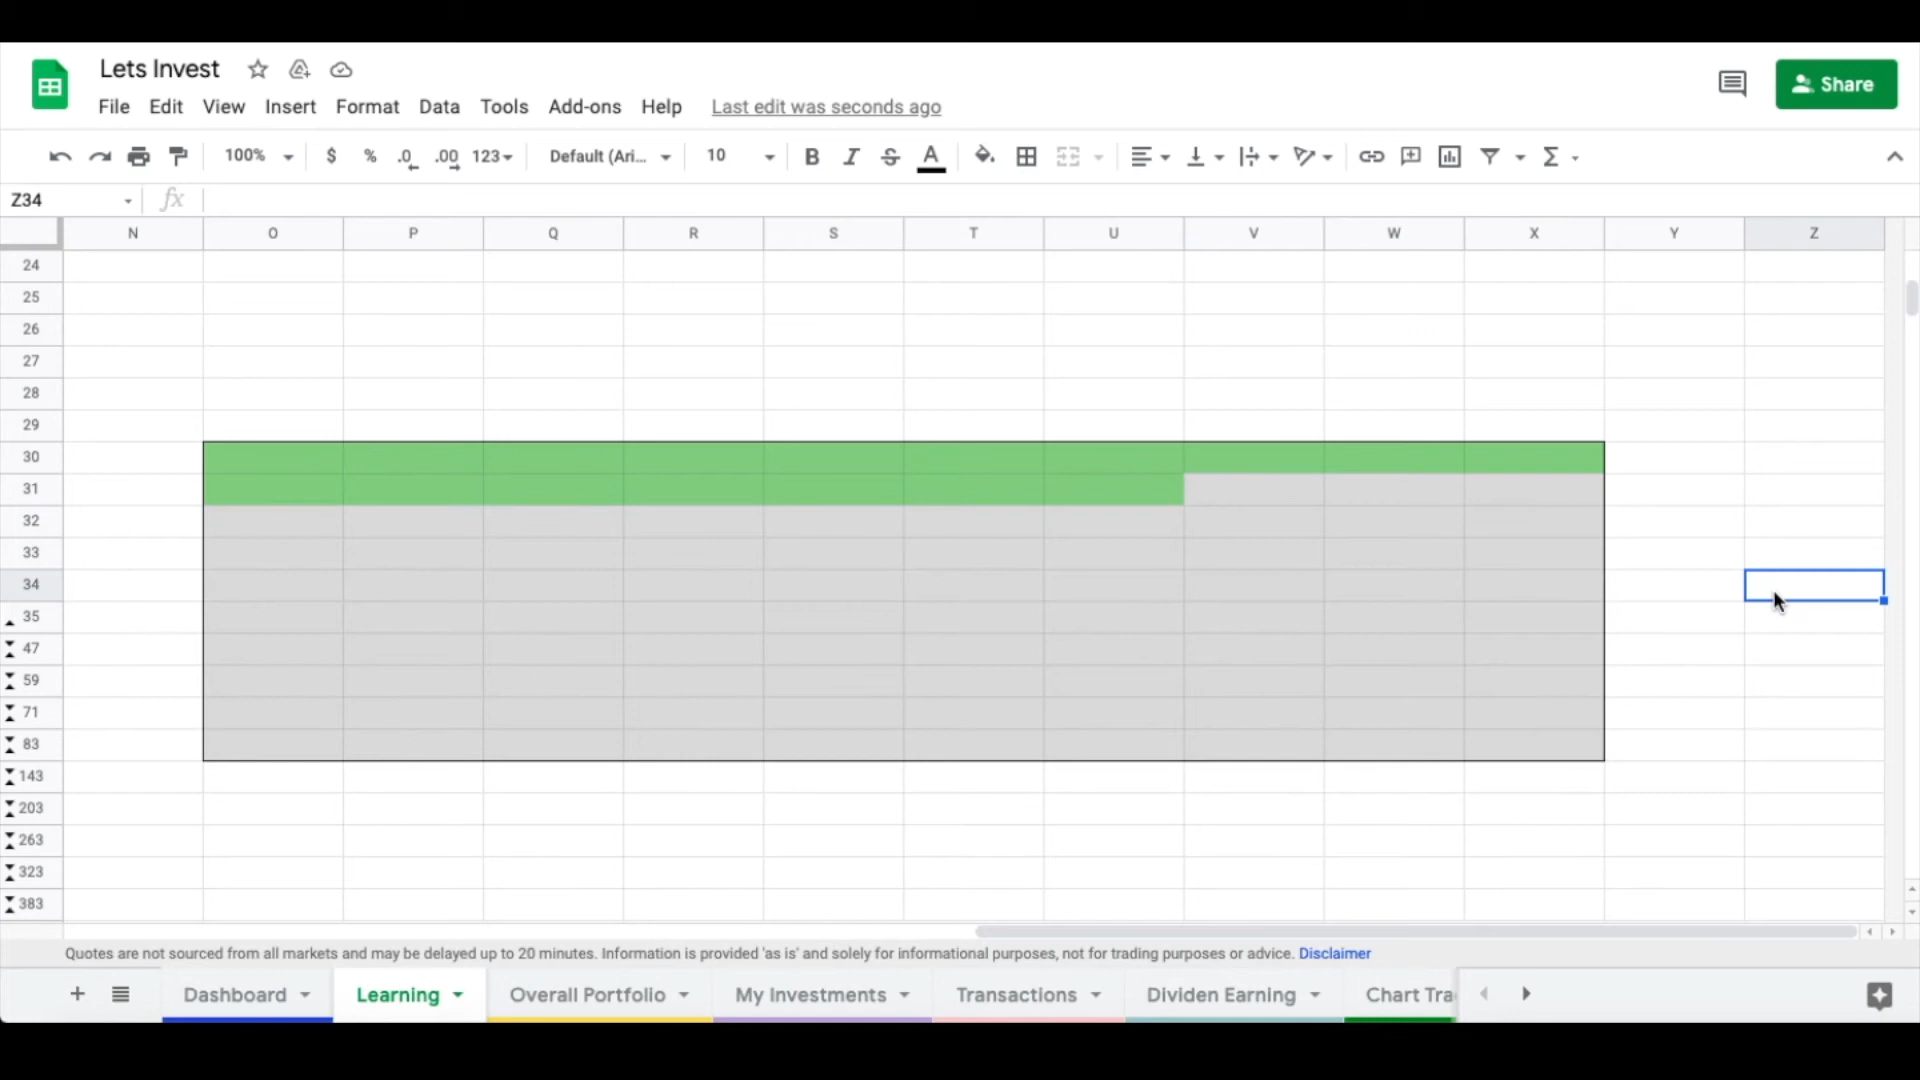 Lets Invest
File Edit View Insert Format Data Tools Add-ons Help Last edit was seconds ago
Share
100% $ % .0 .00 123 Default (Ari... 10 B I S A
Z34 fx
N O P Q R S T U V W X Y Z
24
25
26
27
28
29
30
31
32
33
34
35
47
59
71
83
143
203
263
323
383
Quotes are not sourced from all markets and may be delayed up to 20 minutes. Information is provided 'as is' and solely for informational purposes, not for trading purposes or advice. Disclaimer
Dashboard Learning Overall Portfolio My Investments Transactions Dividen Earning Chart Tra